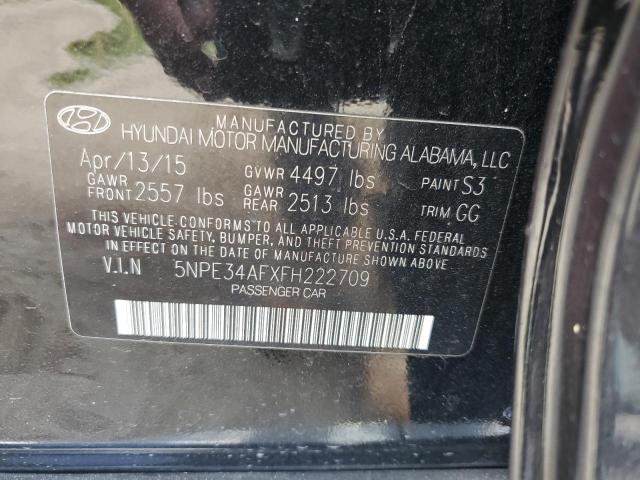 MANUFACTURED BY
HYUNDAI MOTOR MANUFACTURING ALABAMA, LLC
Apr/13/15 GVWR 4497 lbs PAINT S3
GAWR FRONT 2557 lbs GAWR REAR 2513 lbs TRIM GG
THIS VEHICLE CONFORMS TO ALL APPLICABLE U.S.A. FEDERAL
MOTOR VEHICLE SAFETY, BUMPER, AND THEFT PREVENTION STANDARDS
IN EFFECT ON THE DATE OF MANUFACTURE SHOWN ABOVE.
V.I.N 5NPE34AFXFH222709
PASSENGER CAR